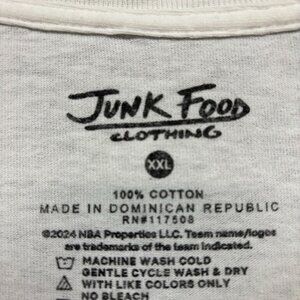 JUNK FOOD
CLOTHING
XXL
100% COTTON
MADE IN DOMINICAN REPUBLIC
RN#117508
©2024 NBA Properties LLC. Team name/logos
are trademarks of the team indicated.
MACHINE WASH COLD
GENTLE CYCLE WASH & DRY
WITH LIKE COLORS ONLY
NO BLEACH